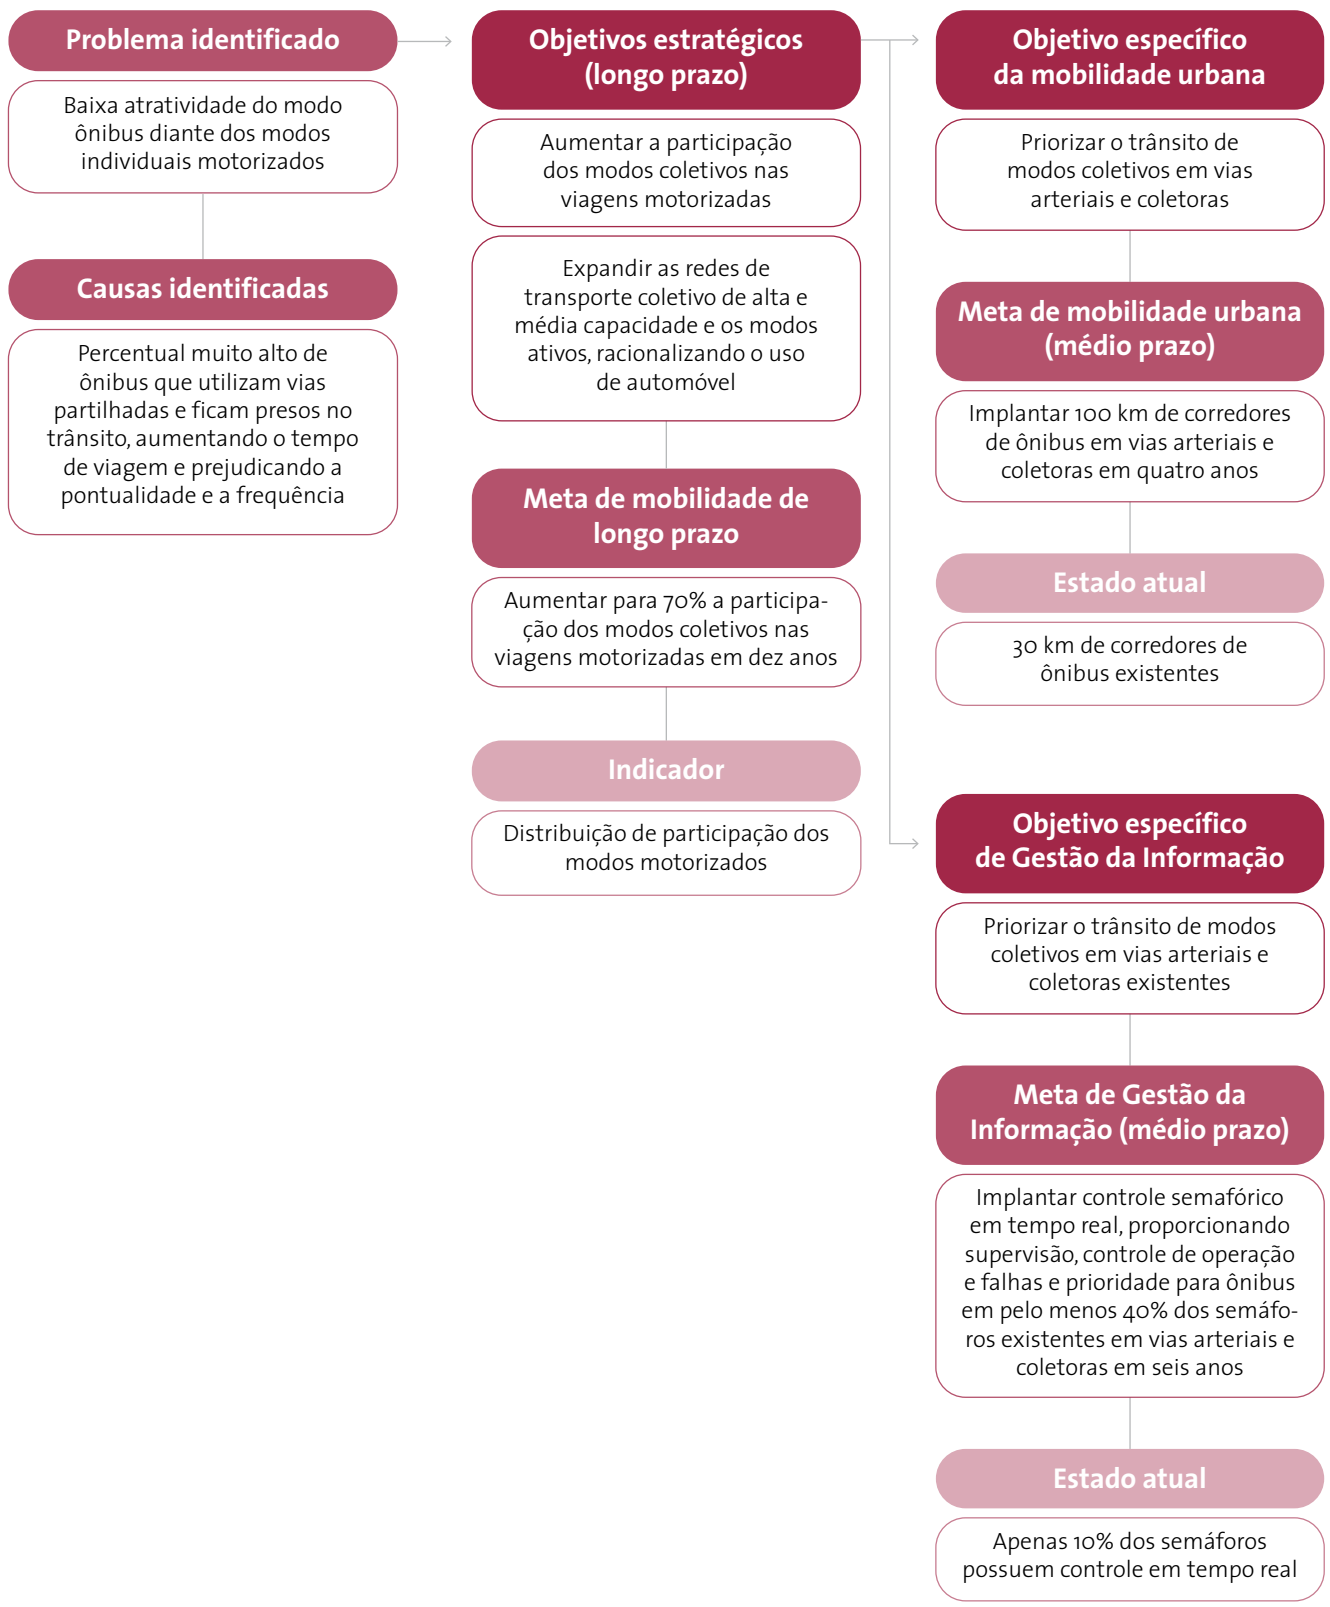 Problema identificado
Baixa atratividade do modo
ônibus diante dos modos
individuais motorizados
Causas identificadas
Percentual muito alto de
ônibus que utilizam vias
partilhadas e ficam presos no
trânsito, aumentando o tempo
de viagem e prejudicando a
pontualidade e a frequência
Objetivos estratégicos
(longo prazo)
Aumentar a participação
dos modos coletivos nas
viagens motorizadas
Expandir as redes de
transporte coletivo de alta e
média capacidade e os modos
ativos, racionalizando o uso
de automóvel
Meta de mobilidade de
longo prazo
Aumentar para 70% a participa-
ção dos modos coletivos nas
viagens motorizadas em dez anos
Indicador
Distribuição de participação dos
modos motorizados
Objetivo específico
da mobilidade urbana
Priorizar o trânsito de
modos coletivos em vias
arteriais e coletoras
Meta de mobilidade urbana
(médio prazo)
Implantar 100 km de corredores
de ônibus em vias arteriais e
coletoras em quatro anos
Estado atual
30 km de corredores de
ônibus existentes
Objetivo específico
de Gestão da Informação
Priorizar o trânsito de modos
coletivos em vias arteriais e
coletoras existentes
Meta de Gestão da
Informação (médio prazo)
Implantar controle semafórico
em tempo real, proporcionando
supervisão, controle de operação
e falhas e prioridade para ônibus
em pelo menos 40% dos semáfo-
ros existentes em vias arteriais e
coletoras em seis anos
Estado atual
Apenas 10% dos semáforos
possuem controle em tempo real